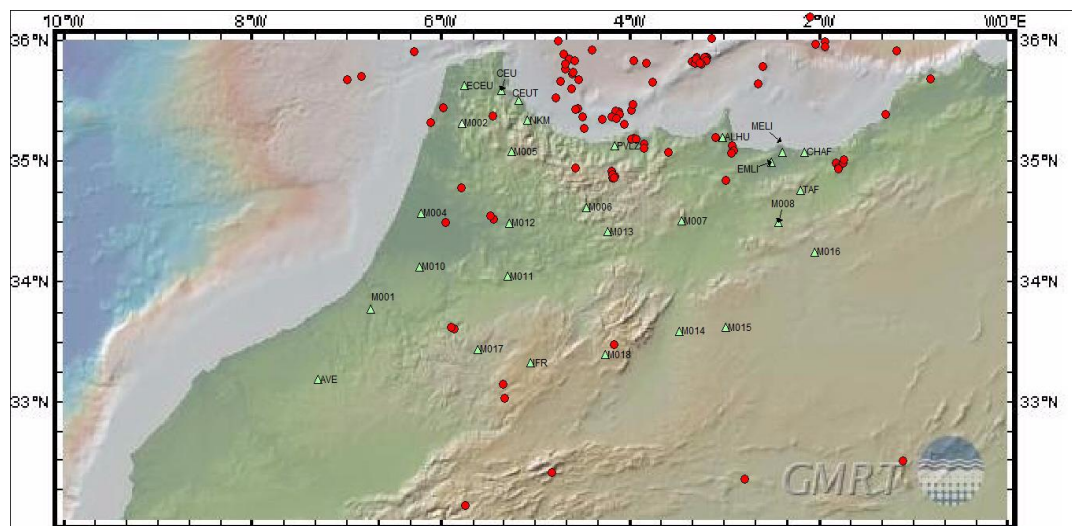 10°W 8°W 6°W 4°W 2°W 0°E
36°N 36°N
CEU
ECEU
CEUT
M002 NKM
MELI
ALHU
PVLZ
M005 CHAF
35°N 35°N
EMLI
TAF
M006 M008
M004
M012 M007
M013
M016
M010
M011
34°N 34°N
M001
M014 M015
M017
M018
IFR
AVE
33°N 33°N
GMRT